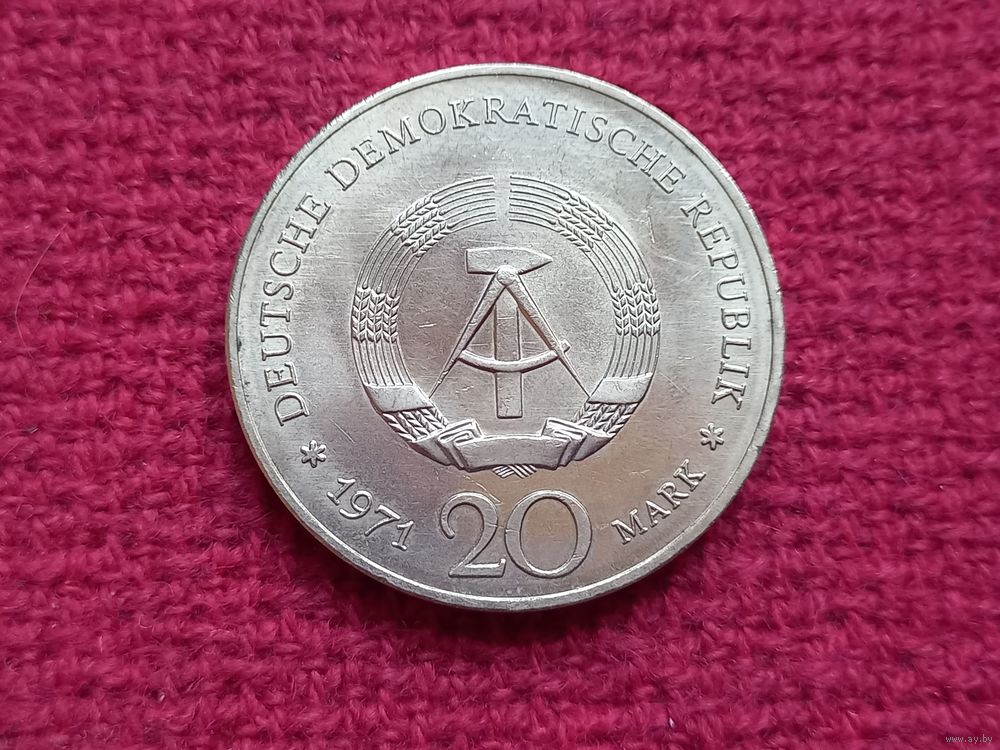 DEUTSCHE DEMOKRATISCHE REPUBLIK
* 1971 20 MARK *
www.ay.by